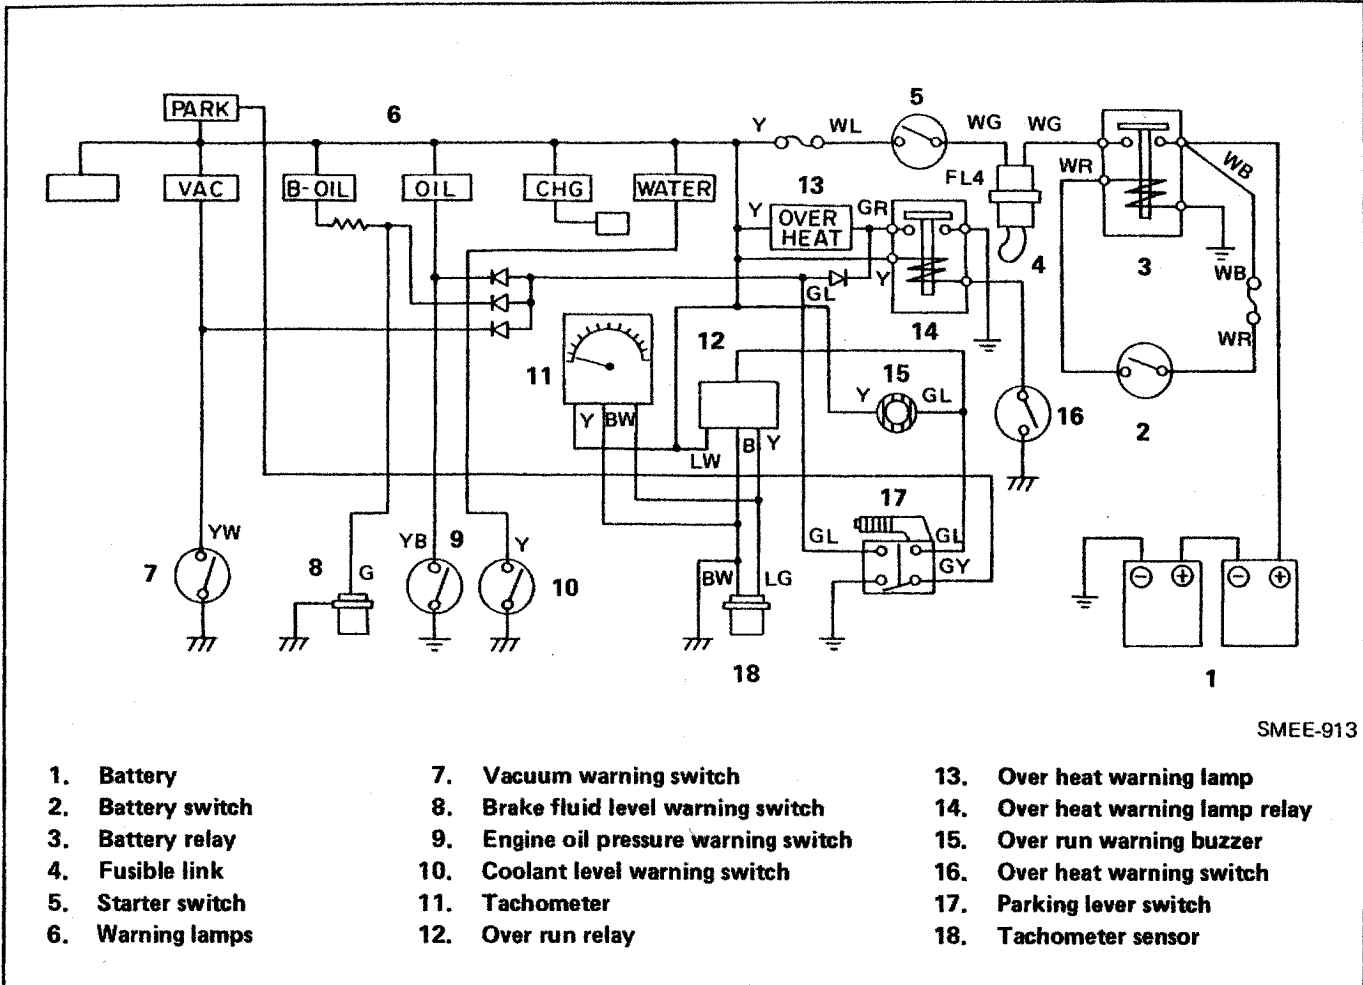 PARK
6
5
Y
WL
WG
WG
WR
WB
VAC
B-OIL
OIL
CHG
WATER
FL4
13
Y
OVER
HEAT
GR
4
3
WB
Y
GL
14
WR
11
12
15
Y
GL
16
2
Y
BW
LW
B
Y
17
YW
YB
9
Y
GL
GL
GY
7
8
G
10
BW
LG
18
⊖ ⊕ ⊖ ⊕
1
SMEE-913
1. Battery
2. Battery switch
3. Battery relay
4. Fusible link
5. Starter switch
6. Warning lamps
7. Vacuum warning switch
8. Brake fluid level warning switch
9. Engine oil pressure warning switch
10. Coolant level warning switch
11. Tachometer
12. Over run relay
13. Over heat warning lamp
14. Over heat warning lamp relay
15. Over run warning buzzer
16. Over heat warning switch
17. Parking lever switch
18. Tachometer sensor